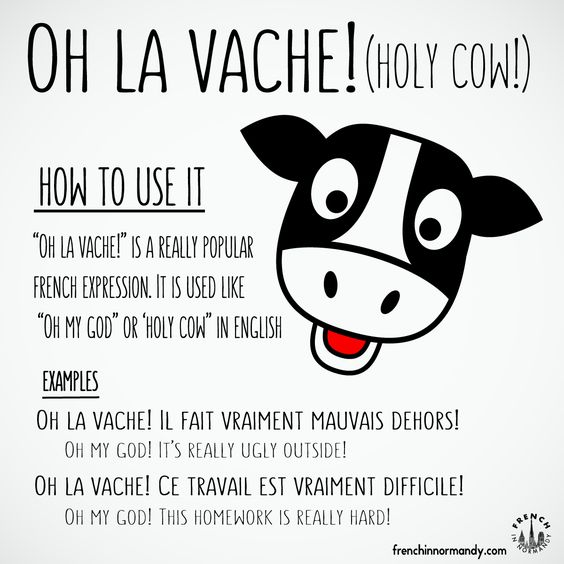 OH LA VACHE! (HOLY COW!)
HOW TO USE IT
“OH LA VACHE!” IS A REALLY POPULAR
FRENCH EXPRESSION. IT IS USED LIKE
“OH MY GOD” OR ‘HOLY COW” IN ENGLISH
EXAMPLES
OH LA VACHE! IL FAIT VRAIMENT MAUVAIS DEHORS!
OH MY GOD! IT’S REALLY UGLY OUTSIDE!
OH LA VACHE! CE TRAVAIL EST VRAIMENT DIFFICILE!
OH MY GOD! THIS HOMEWORK IS REALLY HARD!
FRENCH
IN NORMANDY
frenchinnormandy.com